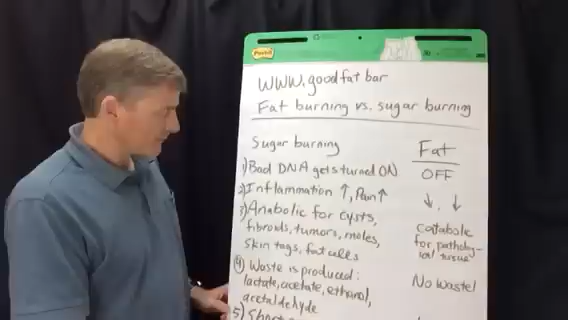 Post-it
www.goodfat bar
Fat burning vs. sugar burning
Sugar burning
Fat
1) Bad DNA gets turned ON
OFF
2) Inflammation ↑, Pain ↑
↓ . ↓
3) Anabolic for cysts,
fibroids, tumors, moles,
skin tags, fat cells
Catabolic
for patholog-
ical tissue
4) Waste is produced:
lactate, acetate, ethanol,
acetaldehyde
No Waste!
5)